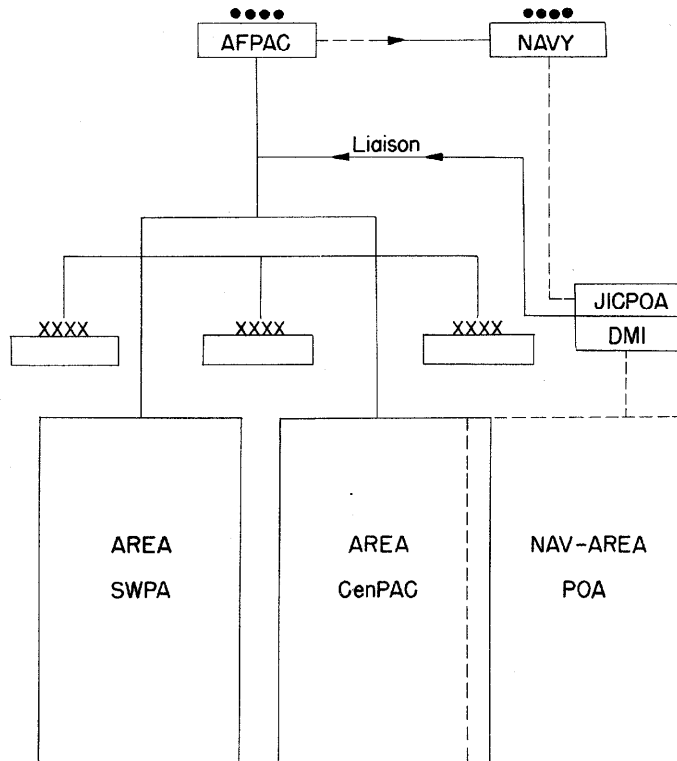 AFPAC
NAVY
Liaison
JICPOA
DMI
XXXX
XXXX
XXXX
AREA
SWPA
AREA
CenPAC
NAV-AREA
POA